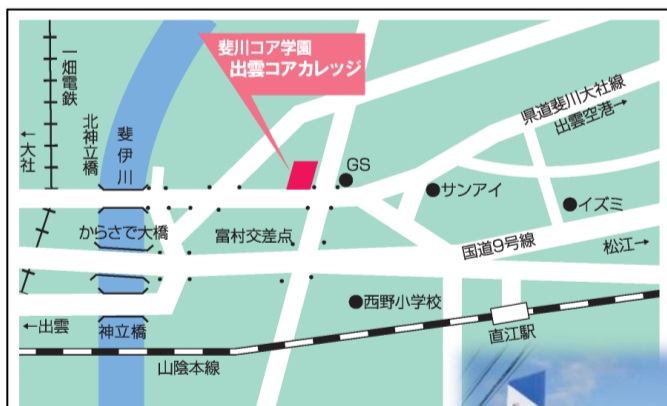 斐川コア学園
出雲コアカレッジ
一畑電鉄
北神立橋
斐伊川
←大社
県道斐川大社線
出雲空港→
GS
サンアイ
イズミ
からさで大橋
富村交差点
国道9号線
松江→
西野小学校
←出雲
神立橋
直江駅
山陰本線